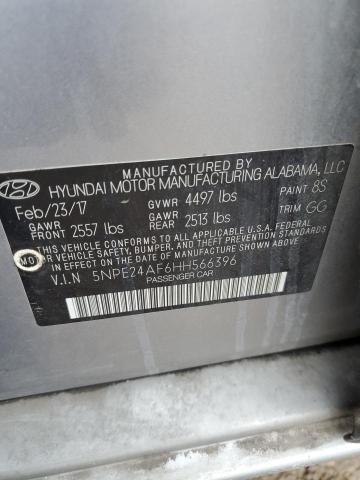 MANUFACTURED BY
HYUNDAI MOTOR MANUFACTURING ALABAMA, LLC
Feb/23/17 GVWR 4497 lbs PAINT 8S
GAWR FRONT 2557 lbs GAWR REAR 2513 lbs TRIM GG
THIS VEHICLE CONFORMS TO ALL APPLICABLE U.S.A. FEDERAL
MOTOR VEHICLE SAFETY, BUMPER, AND THEFT PREVENTION STANDARDS
IN EFFECT ON THE DATE OF MANUFACTURE SHOWN ABOVE.
V.I.N 5NPE24AF6HH566396
PASSENGER CAR
MOTOR